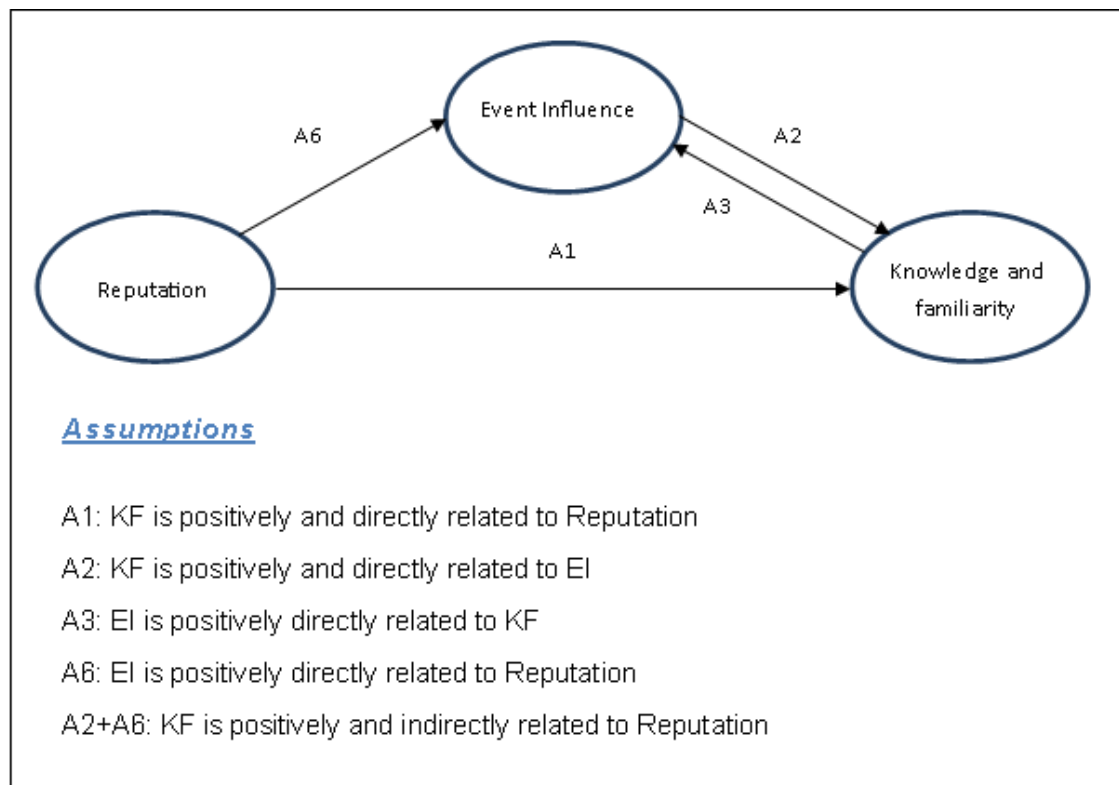 Event Influence
A6
A2
A3
A1
Reputation
Knowledge and
familiarity
Assumptions
A1: KF is positively and directly related to Reputation
A2: KF is positively and directly related to EI
A3: EI is positively directly related to KF
A6: EI is positively directly related to Reputation
A2+A6: KF is positively and indirectly related to Reputation